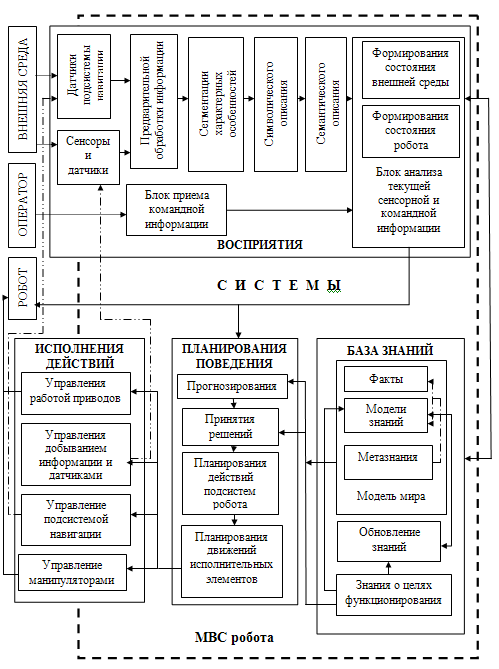 ВНЕШНЯЯ СРЕДА
ОПЕРАТОР
РОБОТ
Датчики
подсистемы
навигации
Сенсоры
и
датчики
Предварительной
обработки информации
Сегментации
характерных
особенностей
Символического
описания
Семантического
описания
Формирования
состояния
внешней среды
Формирования
состояния
робота
Блок анализа
текущей
сенсорной и
командной
информации
Блок приема
командной
информации
ВОСПРИЯТИЯ
С И С Т Е М Ы
ИСПОЛНЕНИЯ
ДЕЙСТВИЙ
Управления
работой приводов
Управления
добыванием
информации и
датчиками
Управление
подсистемой
навигации
Управление
манипуляторами
ПЛАНИРОВАНИЯ
ПОВЕДЕНИЯ
Прогнозирования
Принятия
решений
Планирования
действий
подсистем
робота
Планирования
движений
исполнительных
элементов
БАЗА ЗНАНИЙ
Факты
Модели
знаний
Метазнания
Модель мира
Обновление
знаний
Знания о целях
функционирования
МВС робота